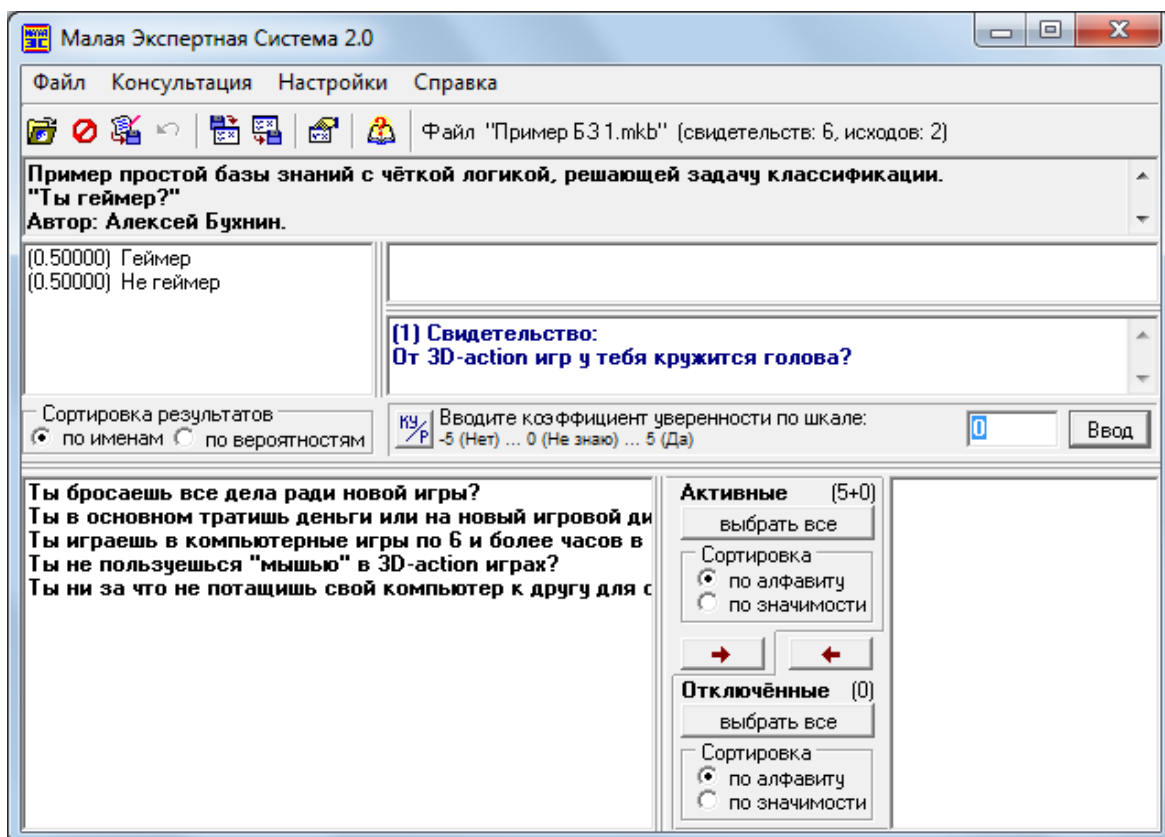 Малая Экспертная Система 2.0
Файл Консультация Настройки Справка
Файл "Пример БЗ 1.mkb" (свидетельств: 6, исходов: 2)
Пример простой базы знаний с чёткой логикой, решающей задачу классификации.
"Ты геймер?"
Автор: Алексей Бухнин.
(0.50000) Геймер
(0.50000) Не геймер
(1) Свидетельство:
От 3D-action игр у тебя кружится голова?
Сортировка результатов
по именам по вероятностям
КУ/Р
Вводите коэффициент уверенности по шкале:
-5 (Нет) ... 0 (Не знаю) ... 5 (Да)
0
Ввод
Ты бросаешь все дела ради новой игры?
Ты в основном тратишь деньги или на новый игровой ди
Ты играешь в компьютерные игры по 6 и более часов в
Ты не пользуешься "мышью" в 3D-action играх?
Ты ни за что не потащишь свой компьютер к другу для с
Активные (5+0)
выбрать все
Сортировка
по алфавиту
по значимости
Отключённые (0)
выбрать все
Сортировка
по алфавиту
по значимости